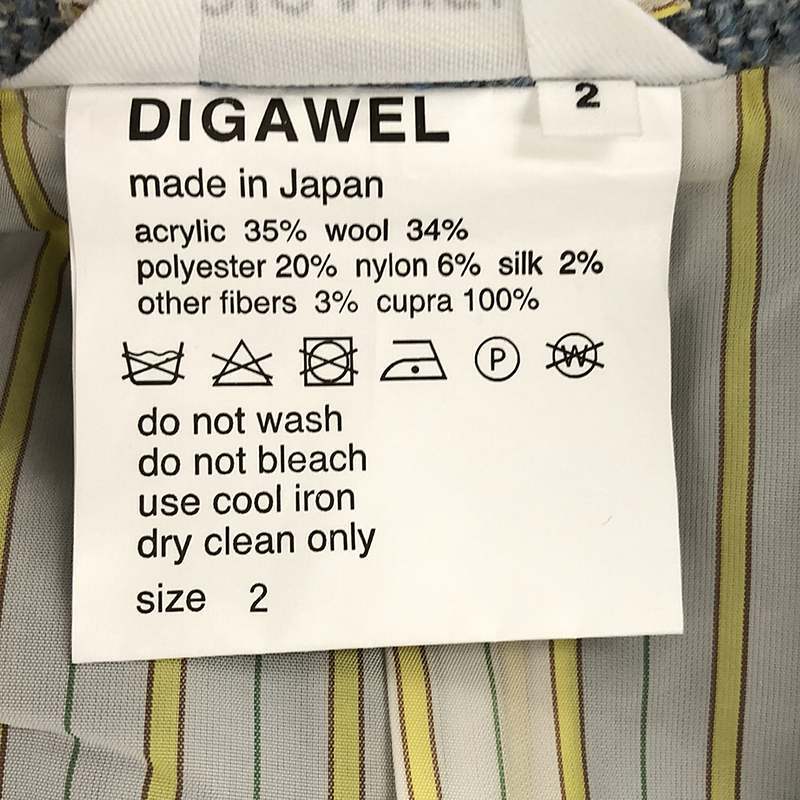 2
DIGAWEL
made in Japan
acrylic 35% wool 34%
polyester 20% nylon 6% silk 2%
other fibers 3% cupra 100%
P W
do not wash
do not bleach
use cool iron
dry clean only
size 2